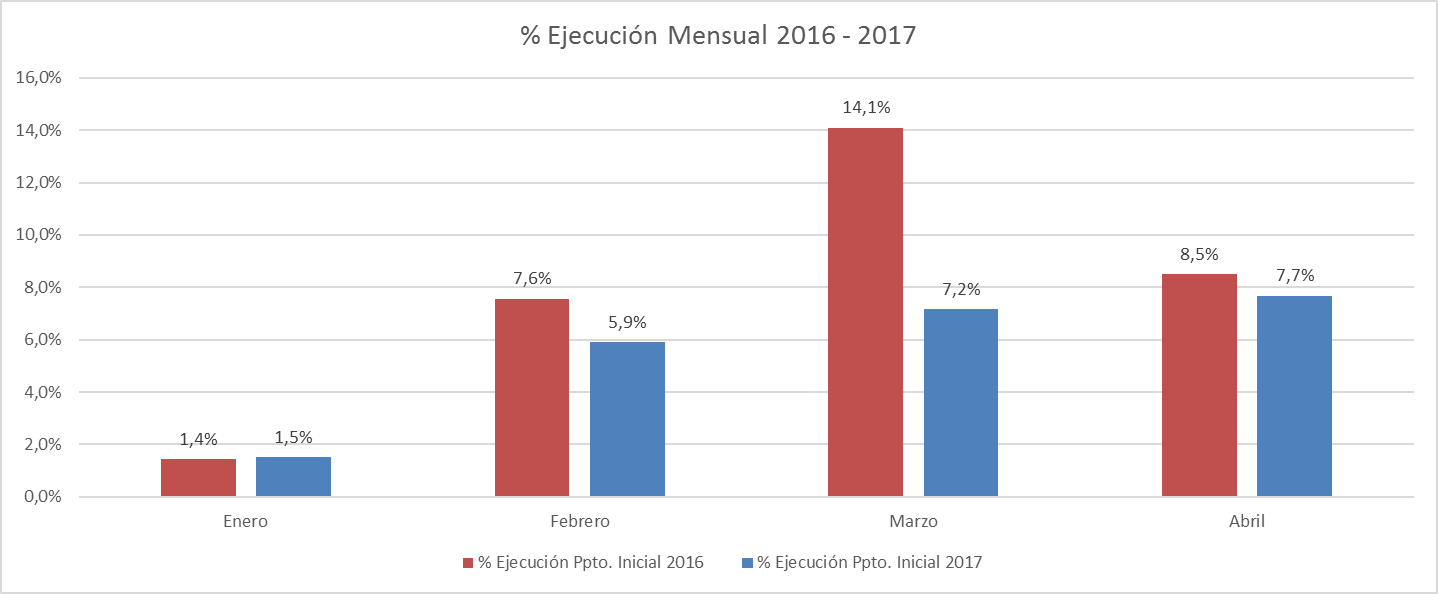 % Ejecución Mensual 2016 - 2017
16,0%
14,0%
12,0%
10,0%
8,0%
6,0%
4,0%
2,0%
0,0%
1,4%
1,5%
7,6%
5,9%
14,1%
7,2%
8,5%
7,7%
Enero
Febrero
Marzo
Abril
% Ejecución Ppto. Inicial 2016
% Ejecución Ppto. Inicial 2017